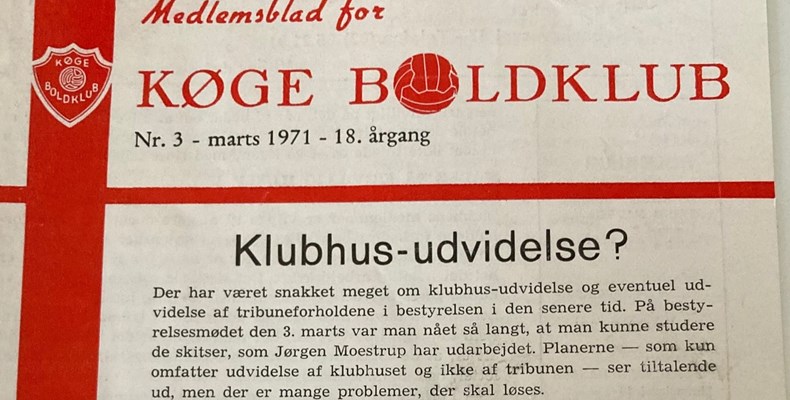 Medlemsblad for
KØGE
BOLDKLUB
KØGE BOLDKLUB
Nr. 3 - marts 1971 - 18. årgang
Klubhus-udvidelse?
Der har været snakket meget om klubhus-udvidelse og eventuel ud-
videlse af tribuneforholdene i bestyrelsen i den senere tid. På besty-
relsesmødet den 3. marts var man nået så langt, at man kunne studere
de skitser, som Jørgen Moestrup har udarbejdet. Planerne — som kun
omfatter udvidelse af klubhuset og ikke af tribunen — ser tiltalende
ud, men der er mange problemer, der skal løses.